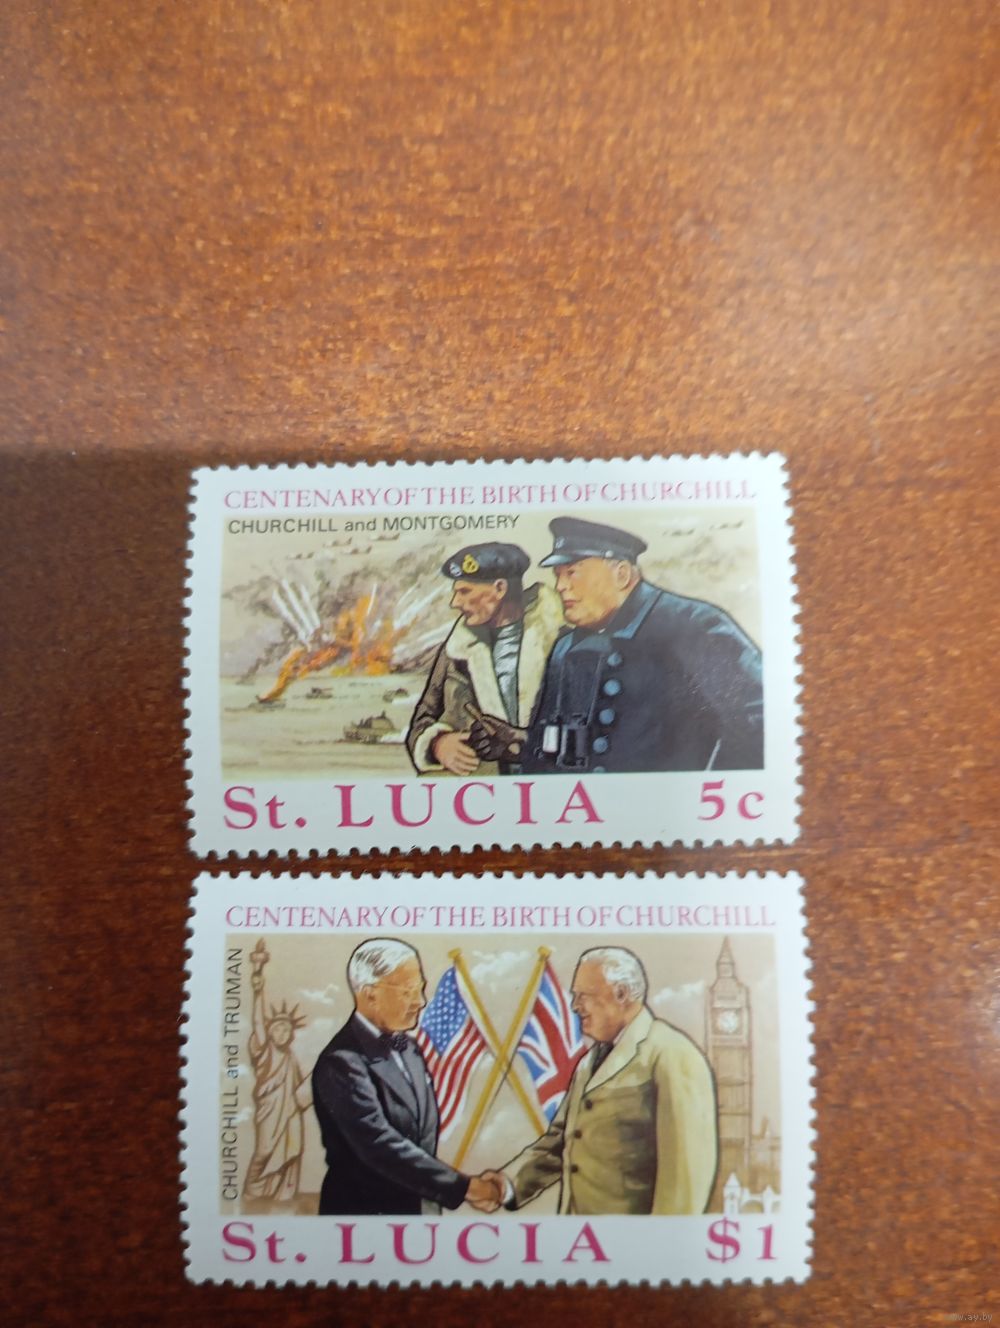 CENTENARY OF THE BIRTH OF CHURCHILL
CHURCHILL and MONTGOMERY
St. LUCIA 5c
CENTENARY OF THE BIRTH OF CHURCHILL
CHURCHILL and TRUMAN
St. LUCIA $1